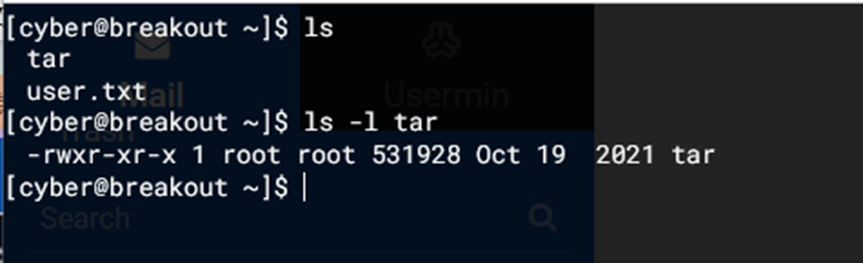 [cyber@breakout ~]$ ls
tar
user.txt
Mail
Usermin
[cyber@breakout ~]$ ls -l tar
Trash
-rwxr-xr-x 1 root root 531928 Oct 19  2021 tar
[cyber@breakout ~]$
Search